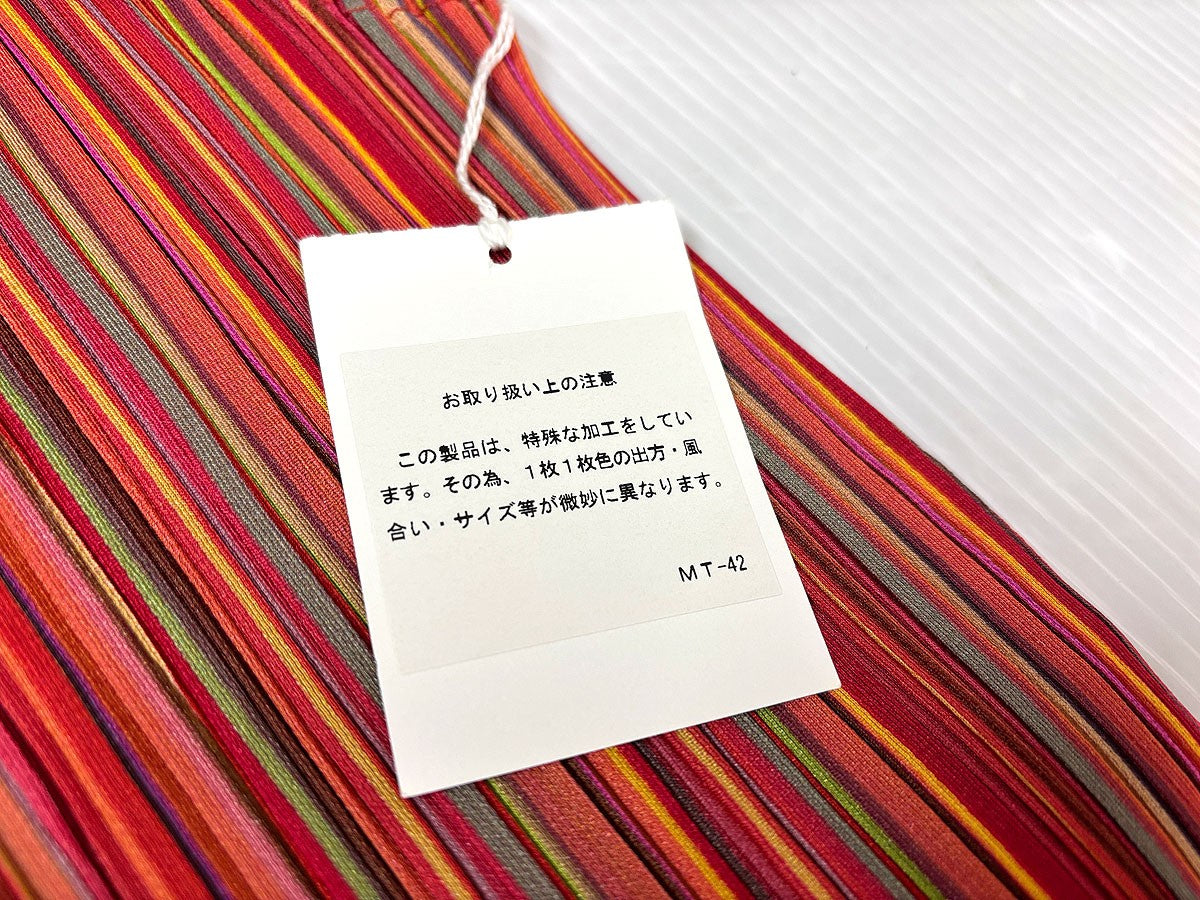 お取り扱い上の注意
この製品は、特殊な加工をしてい
ます。その為、１枚１枚色の出方・風
合い・サイズ等が微妙に異なります。
ＭＴ-42